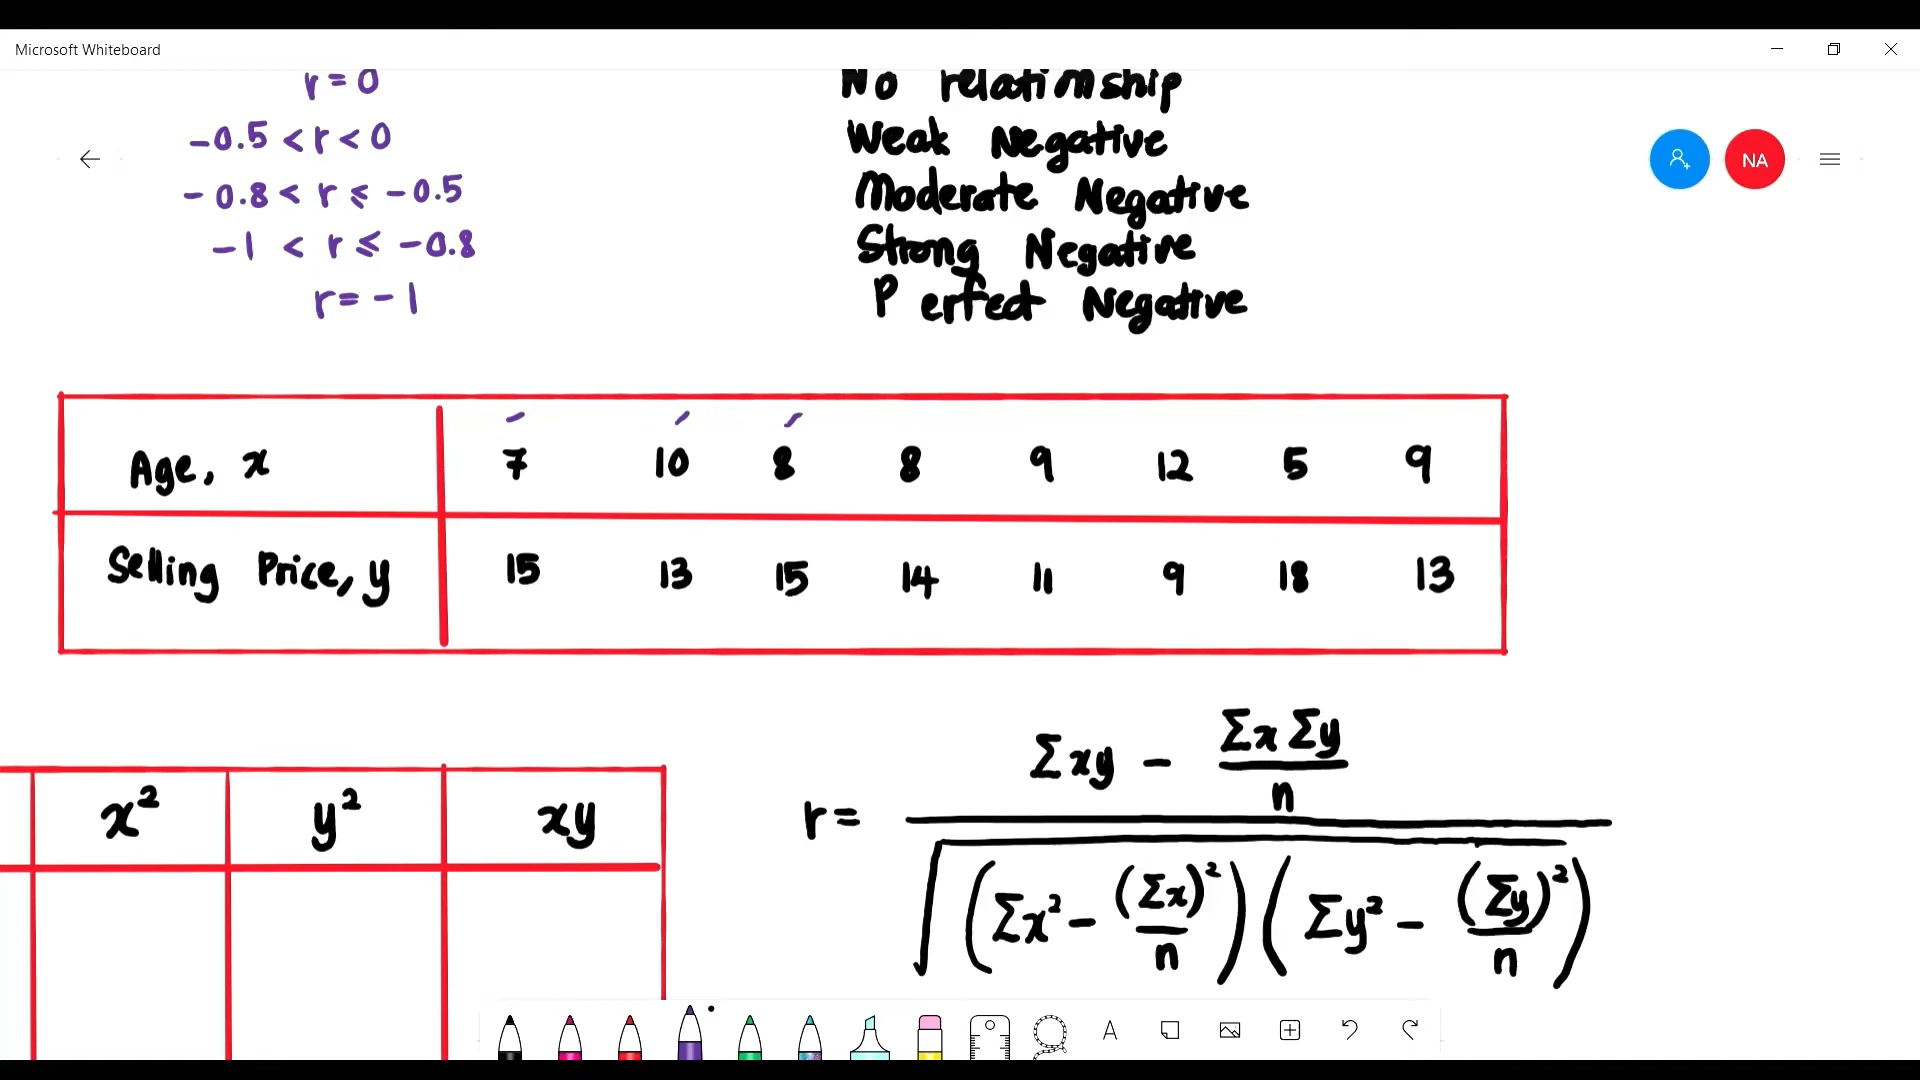 Microsoft Whiteboard
r = 0 No relationship
-0.5 < r < 0 Weak Negative
-0.8 < r ≤ -0.5 Moderate Negative
-1 < r ≤ -0.8 Strong Negative
r = -1 Perfect Negative
NA
Age, x 7 10 8 8 9 12 5 9
Selling Price, y 15 13 15 14 11 9 18 13
x² y² xy
r = (Σxy - (Σx Σy)/n) / √((Σx² - (Σx)²/n)(Σy² - (Σy)²/n))